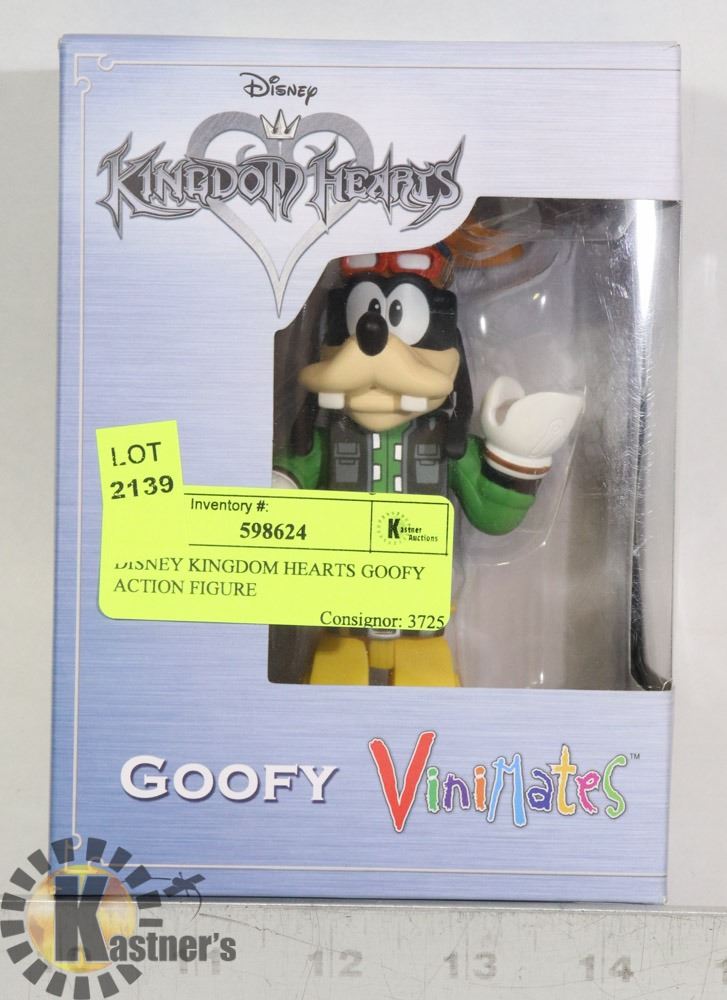 Disney
KINGDOM HEARTS
LOT
2139
Inventory #:
598624
Kastner
Auctions
DISNEY KINGDOM HEARTS GOOFY
ACTION FIGURE
Consignor: 3725
GOOFY
ViniMates™
Kastner's
11 12 13 14